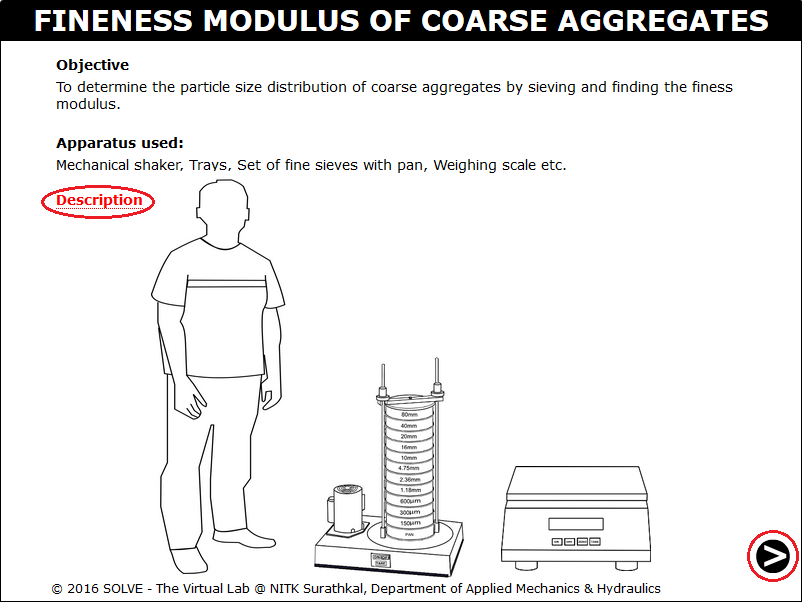 FINENESS MODULUS OF COARSE AGGREGATES
Objective
To determine the particle size distribution of coarse aggregates by sieving and finding the finess
modulus.
Apparatus used:
Mechanical shaker, Trays, Set of fine sieves with pan, Weighing scale etc.
Description
80mm
40mm
20mm
16mm
10mm
4.75mm
2.36mm
1.18mm
600µm
300µm
150µm
PAN
© 2016 SOLVE - The Virtual Lab @ NITK Surathkal, Department of Applied Mechanics & Hydraulics